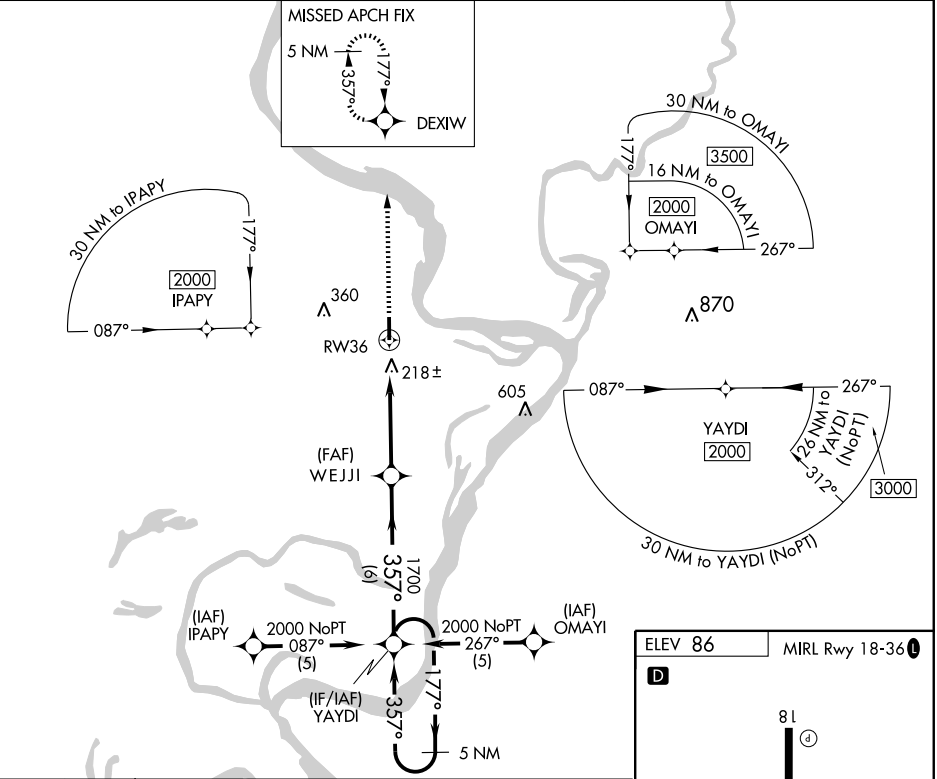 MISSED APCH FIX
5 NM
357°
177°
DEXIW
30 NM to IPAPY
177°
2000
IPAPY
087°
30 NM to OMAYI
177°
3500
16 NM to OMAYI
2000
OMAYI
267°
360
RW36
218±
870
605
087°
267°
YAYDI
2000
26 NM to
YAYDI
(NoPT)
312°
3000
30 NM to YAYDI (NoPT)
(FAF)
WEJJI
357°
1700
(6)
(IAF)
IPAPY
2000 NoPT
087°
(5)
2000 NoPT
267°
(5)
(IAF)
OMAYI
(IF/IAF)
YAYDI
357°
177°
5 NM
ELEV 86
MIRL Rwy 18-36 L
D
18
P